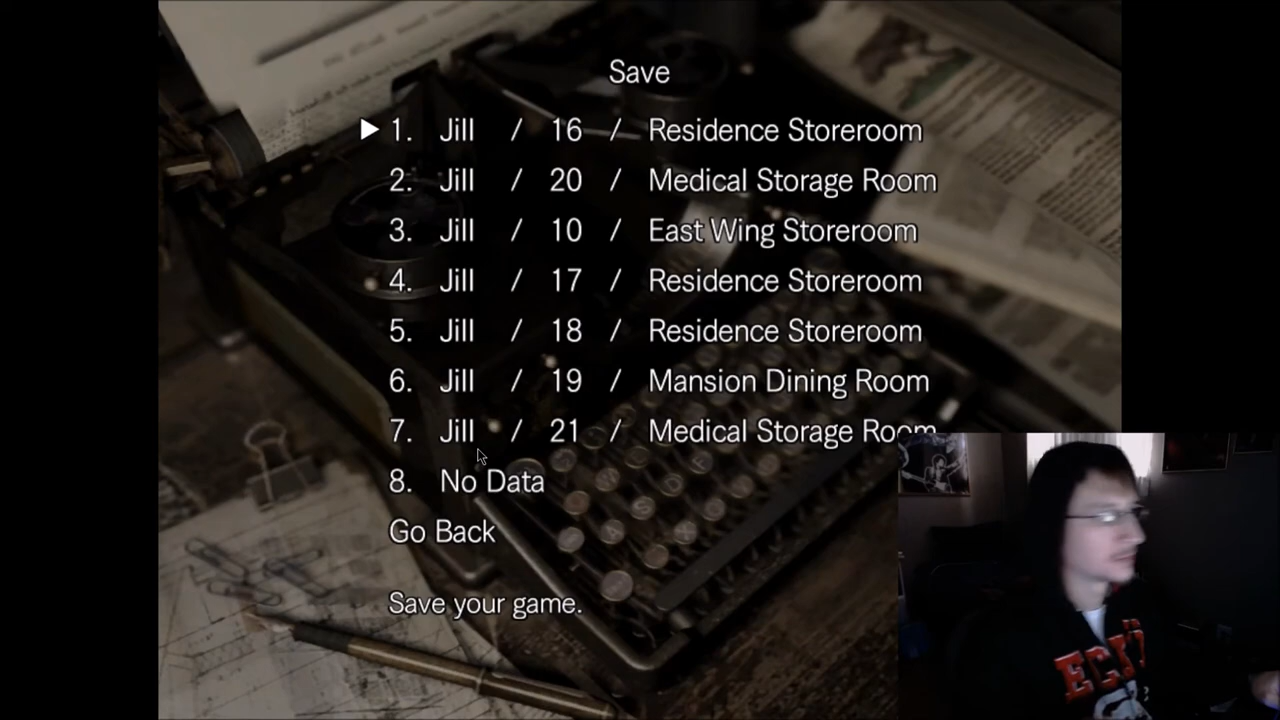 Save
1. Jill / 16 / Residence Storeroom
2. Jill / 20 / Medical Storage Room
3. Jill / 10 / East Wing Storeroom
4. Jill / 17 / Residence Storeroom
5. Jill / 18 / Residence Storeroom
6. Jill / 19 / Mansion Dining Room
7. Jill / 21 / Medical Storage Room
8. No Data
Go Back
Save your game.